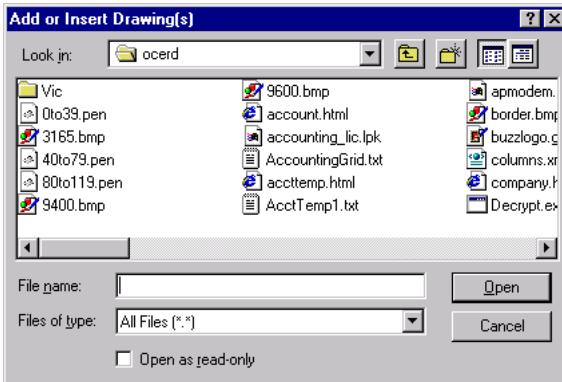 Add or Insert Drawing(s)
Look in: ocerd
Vic 9600.bmp apmodem.
0to39.pen account.html border.bmp
3165.bmp accounting_lic.lpk buzzlogo.g
40to79.pen AccountingGrid.txt columns.xm
80to119.pen accttemp.html company.h
9400.bmp AcctTemp1.txt Decrypt.ex
File name: Open
Files of type: All Files (*.*) Cancel
Open as read-only